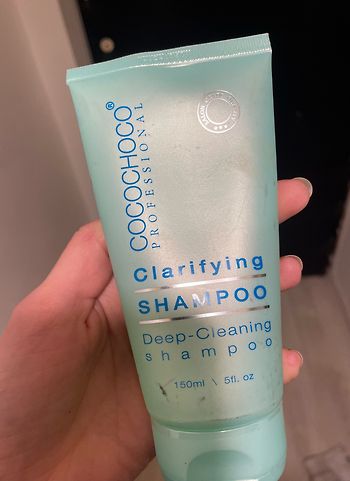 COCOCHOCO®
PROFESSIONAL
Clarifying
SHAMPOO
Deep-Cleaning
shampoo
150ml \ 5fl. oz